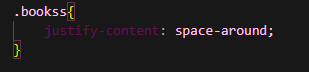 .bookss{
    justify-content: space-around;
}